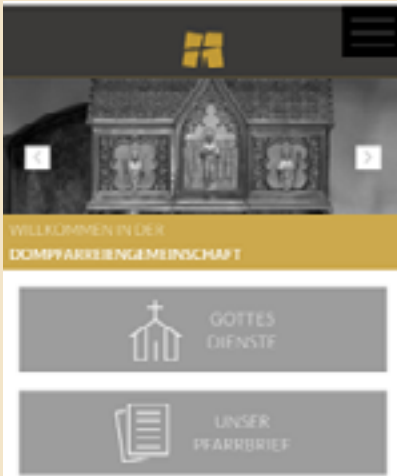 WILLKOMMEN IN DER
DOMPFARREIENGEMEINSCHAFT
GOTTES
DIENSTE
UNSER
PFARRBRIEF